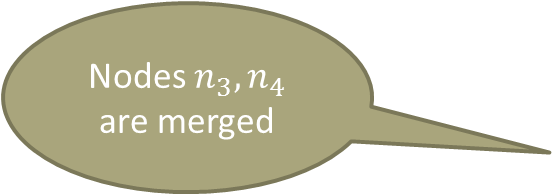 Nodes n₃, n₄
are merged